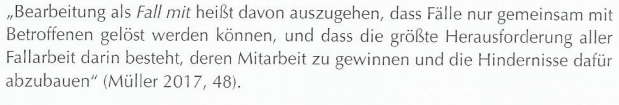 „Bearbeitung als Fall mit heißt davon auszugehen, dass Fälle nur gemeinsam mit
Betroffenen gelöst werden können, und dass die größte Herausforderung aller
Fallarbeit darin besteht, deren Mitarbeit zu gewinnen und die Hindernisse dafür
abzubauen“ (Müller 2017, 48).